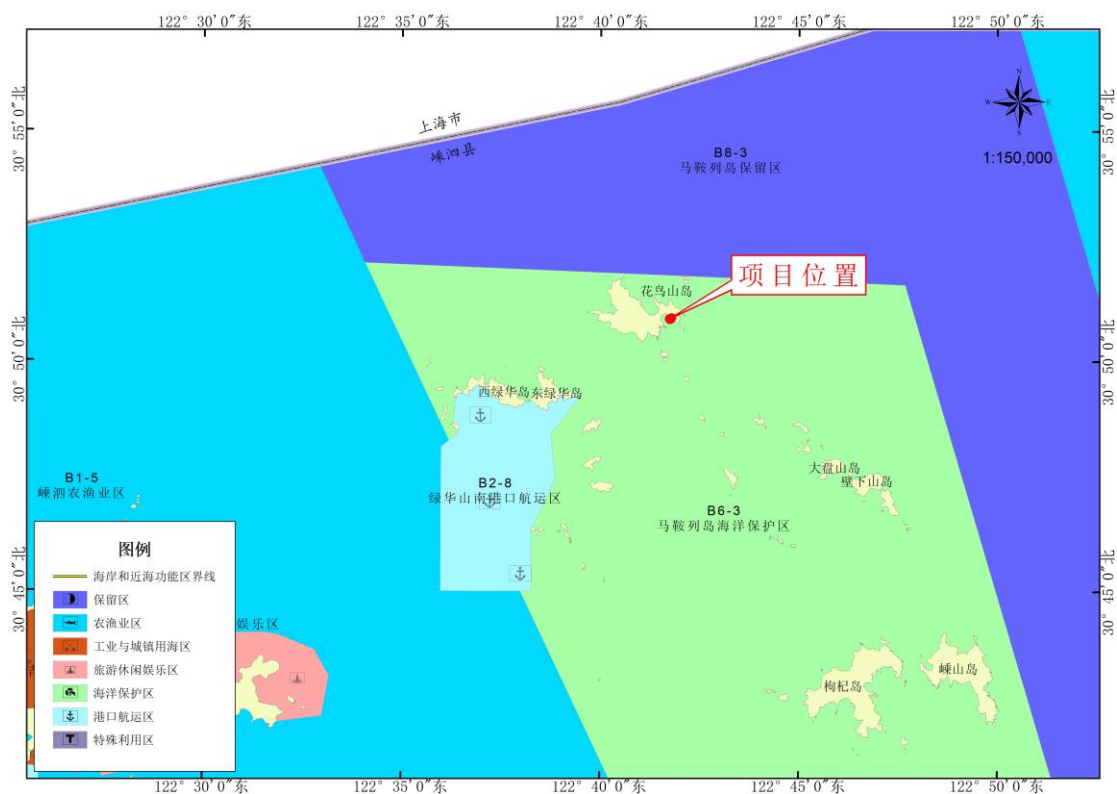 122° 30′ 0″东
122° 35′ 0″东
122° 40′ 0″东
122° 45′ 0″东
122° 50′ 0″东
30° 55′ 0″北
30° 55′ 0″北
上海市
嵊泗县
N
W
E
S
1:150,000
B8-3
马鞍列岛保留区
项目位置
花鸟山岛
30° 50′ 0″北
30° 50′ 0″北
西绿华岛
东绿华岛
B1-5
嵊泗农渔业区
B2-8
绿华山南港口航运区
大盘山岛
壁下山岛
B6-3
马鞍列岛海洋保护区
30° 45′ 0″北
30° 45′ 0″北
娱乐区
枸杞岛
嵊山岛
图例
海岸和近海功能区界线
保留区
农渔业区
工业与城镇用海区
旅游休闲娱乐区
海洋保护区
港口航运区
特殊利用区
122° 30′ 0″东
122° 35′ 0″东
122° 40′ 0″东
122° 45′ 0″东
122° 50′ 0″东